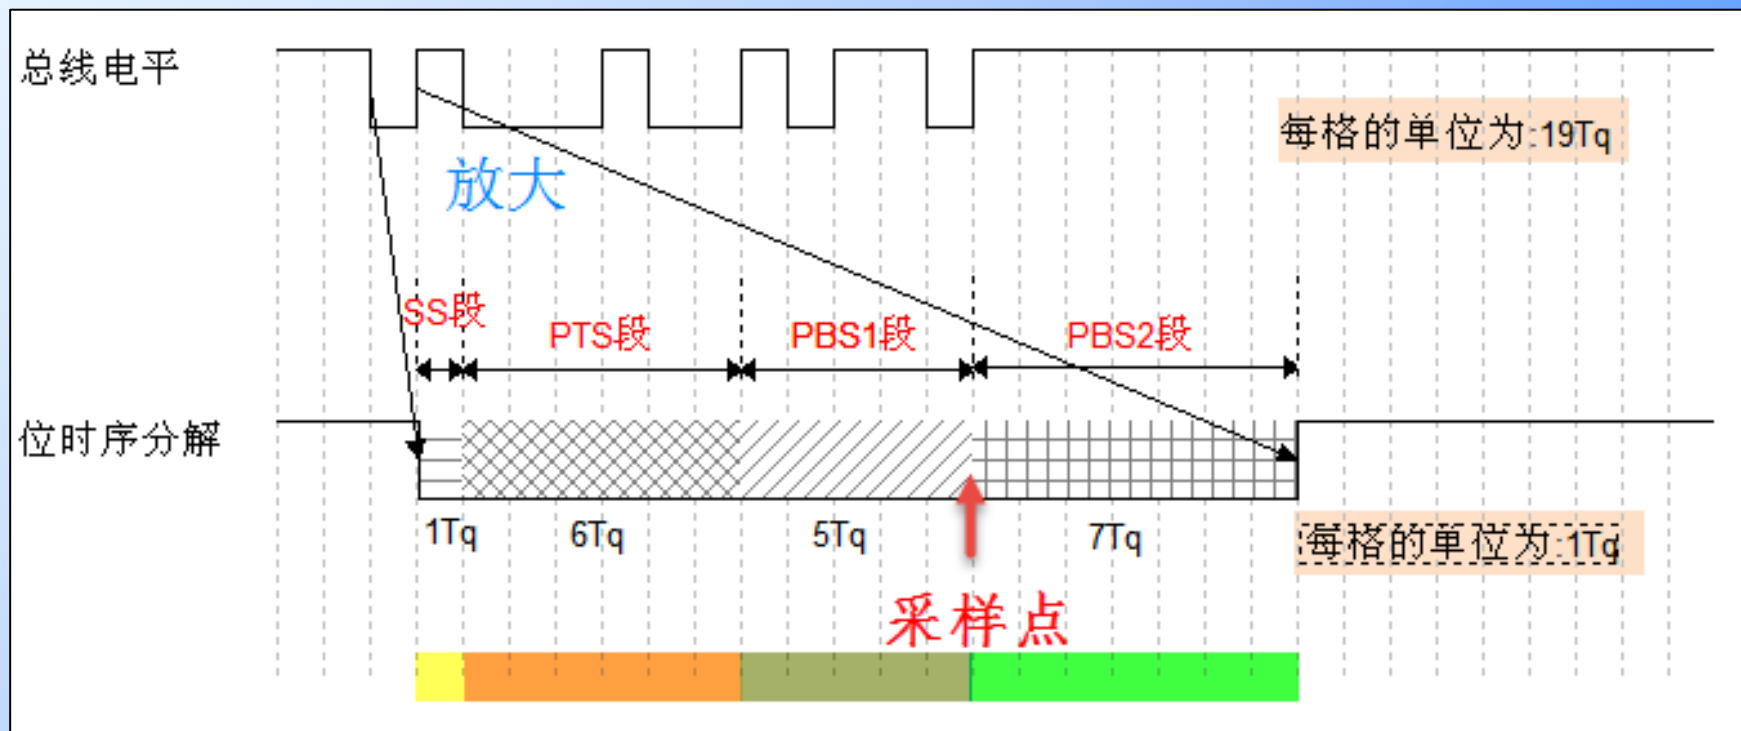 总线电平
每格的单位为:19Tq
放大
SS段
PTS段
PBS1段
PBS2段
位时序分解
1Tq
6Tq
5Tq
7Tq
每格的单位为:1Tq
采样点